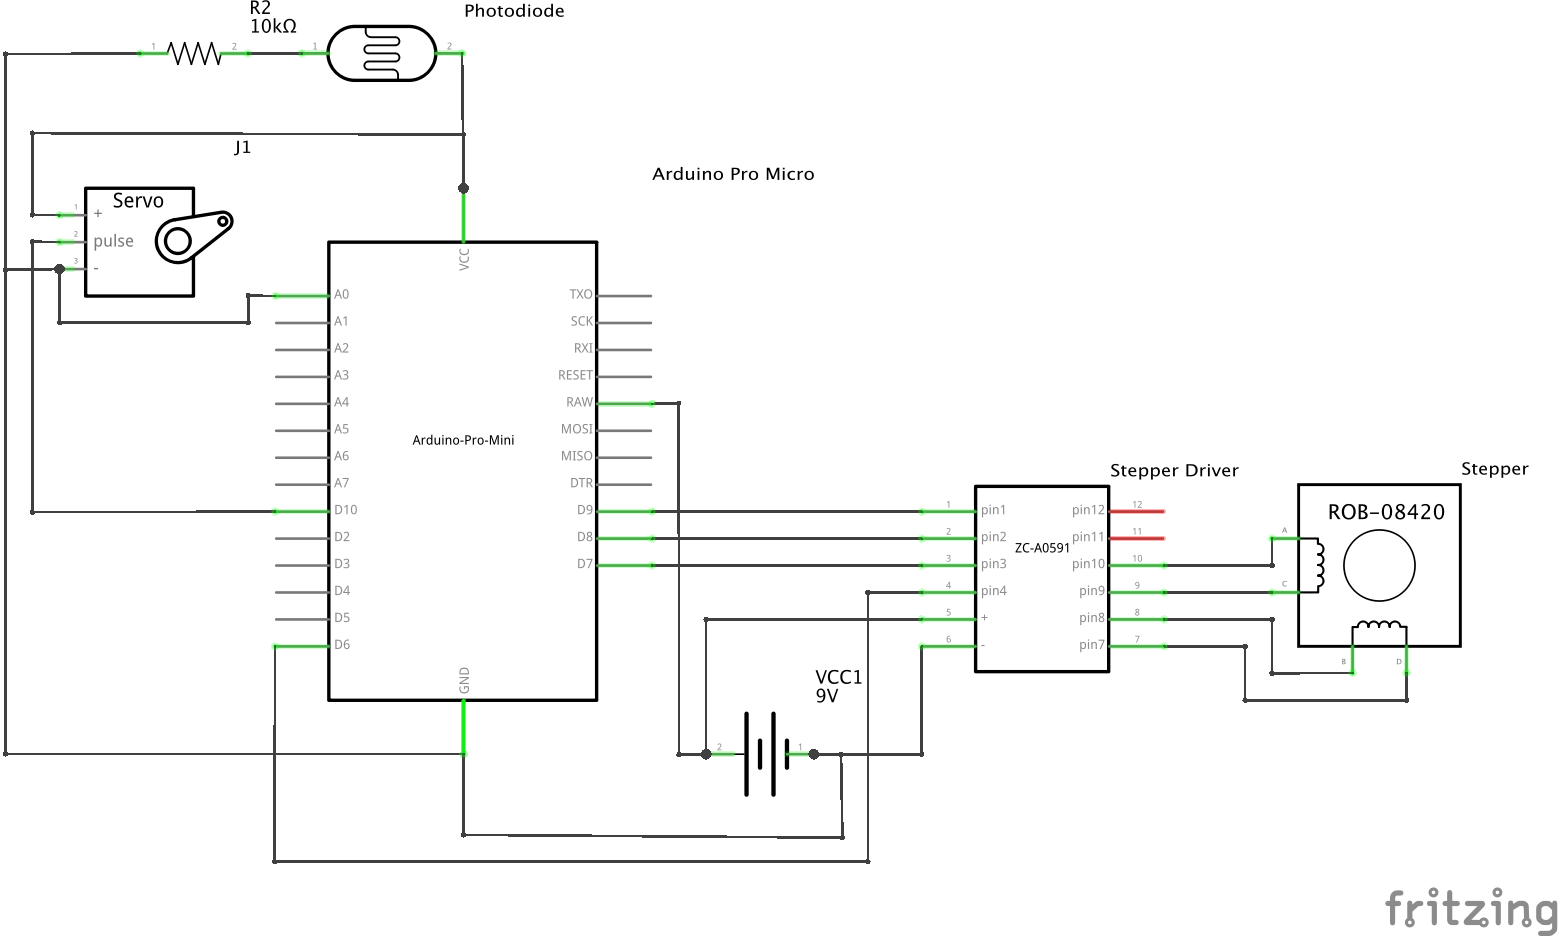 R2
10kΩ
Photodiode
1
2
1
2
J1
Arduino Pro Micro
Servo
1
+
2
pulse
3
-
VCC
A0
A1
A2
A3
A4
A5
A6
A7
D10
D2
D3
D4
D5
D6
Arduino-Pro-Mini
GND
TXO
SCK
RXI
RESET
RAW
MOSI
MISO
DTR
D9
D8
D7
Stepper Driver
1
pin1
2
pin2
3
pin3
4
pin4
5
+
6
-
ZC-A0591
pin12
12
pin11
11
pin10
10
pin9
9
pin8
8
pin7
7
Stepper
ROB-08420
A
C
B
D
VCC1
9V
2
1
fritzing